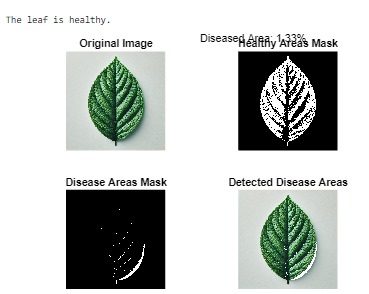 The leaf is healthy.
Diseased Area: 1.33%
Original Image
Healthy Areas Mask
Disease Areas Mask
Detected Disease Areas